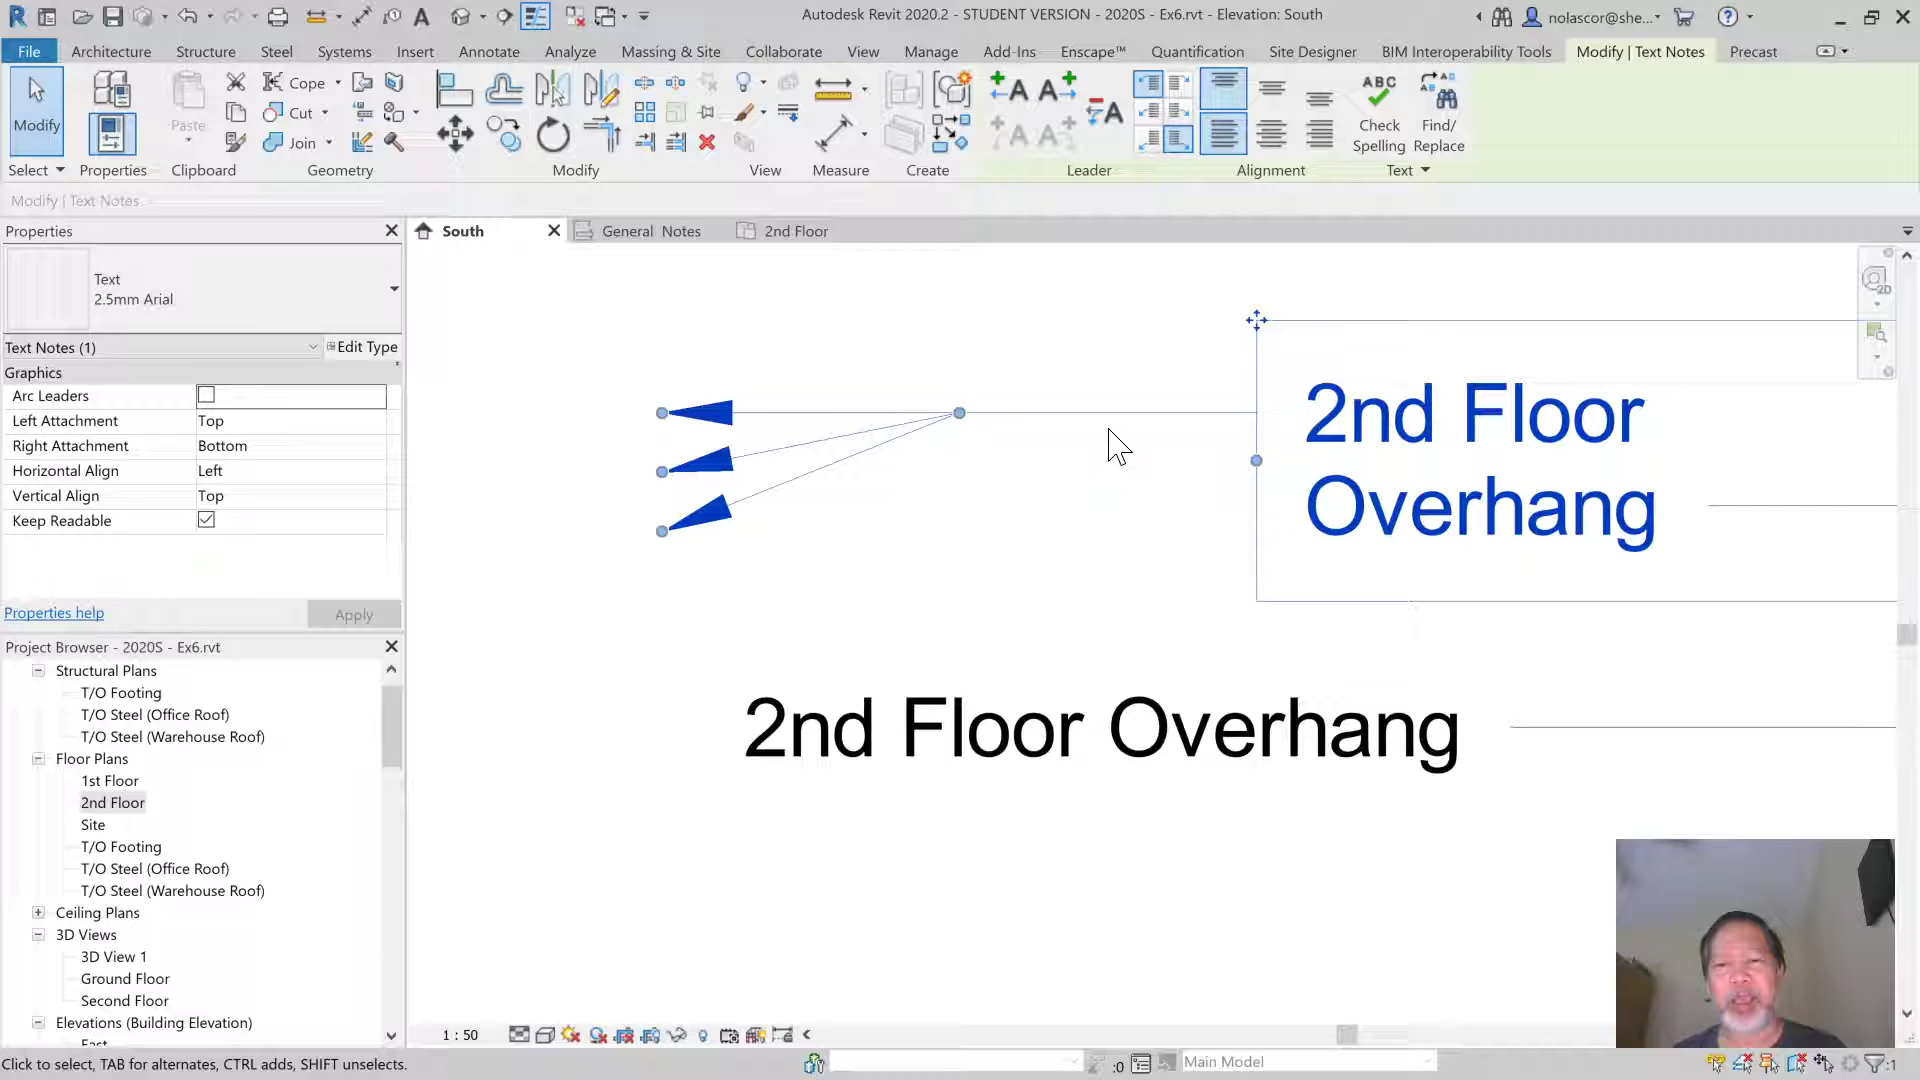 Autodesk Revit 2020.2 - STUDENT VERSION - 2020S - Ex6.rvt - Elevation: South
nolascor@she...
File Architecture Structure Steel Systems Insert Annotate Analyze Massing & Site Collaborate View Manage Add-Ins Enscape™ Quantification Site Designer BIM Interoperability Tools Modify | Text Notes Precast
Modify
Paste
Cope
Cut
Join
ABC
Check Spelling
Find/ Replace
Select Properties Clipboard Geometry Modify View Measure Create Leader Alignment Text
Modify | Text Notes
Properties
South
General Notes
2nd Floor
Text
2.5mm Arial
Text Notes (1)
Edit Type
Graphics
Arc Leaders
Left Attachment Top
Right Attachment Bottom
Horizontal Align Left
Vertical Align Top
Keep Readable
Properties help
Apply
2nd Floor
Overhang
2nd Floor Overhang
Project Browser - 2020S - Ex6.rvt
Structural Plans
T/O Footing
T/O Steel (Office Roof)
T/O Steel (Warehouse Roof)
Floor Plans
1st Floor
2nd Floor
Site
T/O Footing
T/O Steel (Office Roof)
T/O Steel (Warehouse Roof)
Ceiling Plans
3D Views
3D View 1
Ground Floor
Second Floor
Elevations (Building Elevation)
East
1 : 50
Click to select, TAB for alternates, CTRL adds, SHIFT unselects.
:0
Main Model
:1